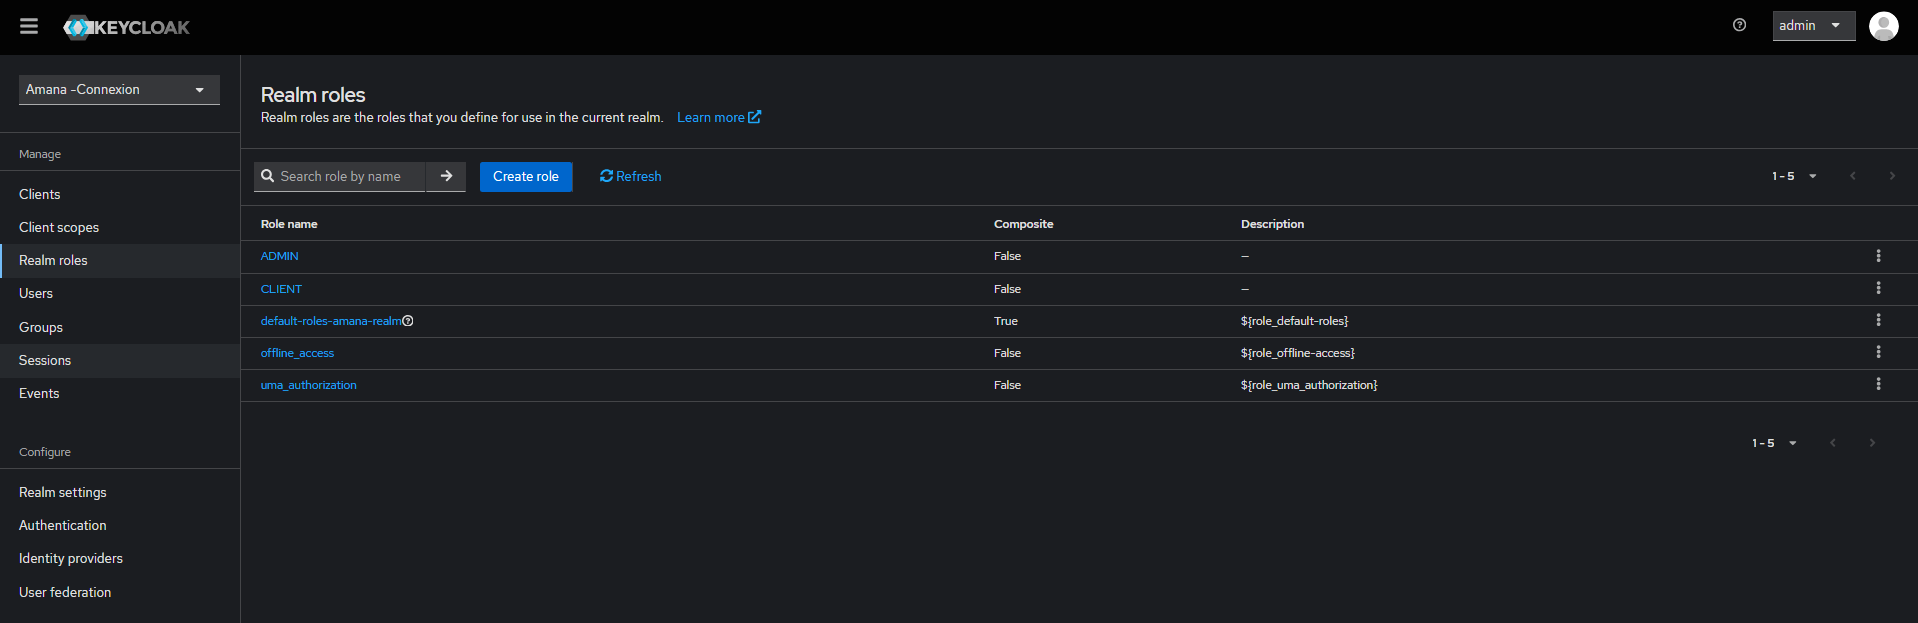 KEYCLOAK
admin
Amana -Connexion
Manage
Clients
Client scopes
Realm roles
Users
Groups
Sessions
Events
Configure
Realm settings
Authentication
Identity providers
User federation
Realm roles
Realm roles are the roles that you define for use in the current realm. Learn more
Search role by name Create role Refresh 1 - 5
Role name Composite Description
ADMIN False –
CLIENT False –
default-roles-amana-realm True ${role_default-roles}
offline_access False ${role_offline-access}
uma_authorization False ${role_uma_authorization}
1 - 5